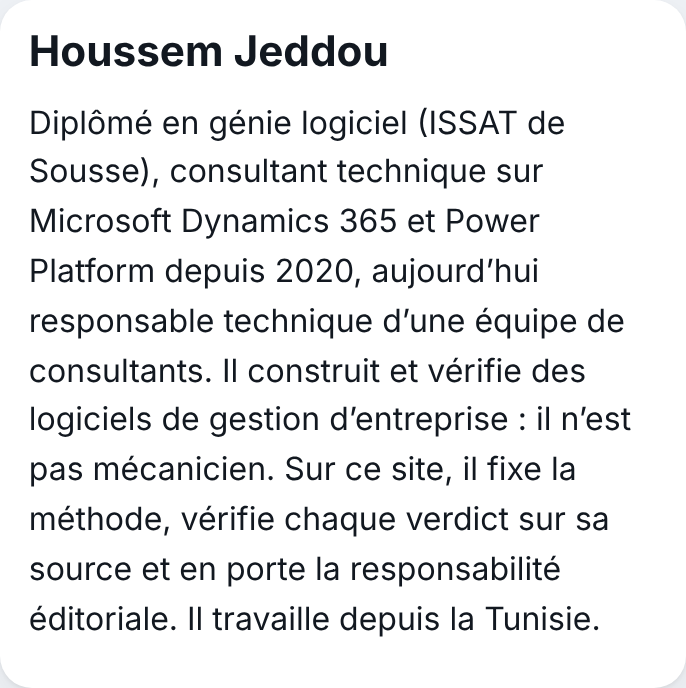 Houssem Jeddou
Diplômé en génie logiciel (ISSAT de
Sousse), consultant technique sur
Microsoft Dynamics 365 et Power
Platform depuis 2020, aujourd’hui
responsable technique d’une équipe de
consultants. Il construit et vérifie des
logiciels de gestion d’entreprise : il n’est
pas mécanicien. Sur ce site, il fixe la
méthode, vérifie chaque verdict sur sa
source et en porte la responsabilité
éditoriale. Il travaille depuis la Tunisie.